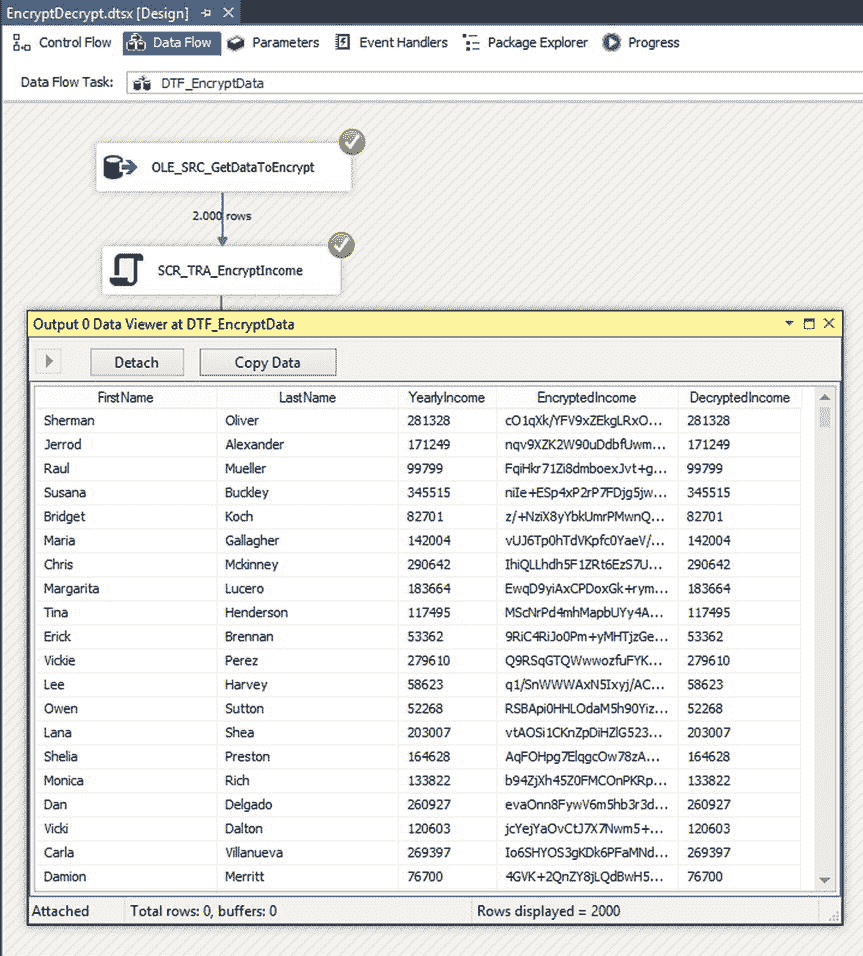 EncryptDecrypt.dtsx [Design]
Control Flow Data Flow Parameters Event Handlers Package Explorer Progress
Data Flow Task: DTF_EncryptData
OLE_SRC_GetDataToEncrypt
2.000 rows
SCR_TRA_EncryptIncome
Output 0 Data Viewer at DTF_EncryptData
Detach Copy Data
FirstName LastName YearlyIncome EncryptedIncome DecryptedIncome
Sherman Oliver 281328 cO1qXk/YFV9xZEkgLRxO... 281328
Jerrod Alexander 171249 nqv9XZK2W90uDdbfUwm... 171249
Raul Mueller 99799 FqiHkr71Zi8dmboexJvt+g... 99799
Susana Buckley 345515 niIe+ESp4xP2rP7FDjg5jw... 345515
Bridget Koch 82701 z/+NziX8yYbkUmrPMwnQ... 82701
Maria Gallagher 142004 vUJ6Tp0hTdVKpfc0YaeV/... 142004
Chris Mckinney 290642 IhiQLLhdh5F1ZRt6EzS7U... 290642
Margarita Lucero 183664 EwqD9yiAxCPDoxGk+rym... 183664
Tina Henderson 117495 MScNrPd4mhMapbUYy4A... 117495
Erick Brennan 53362 9RiC4RiJo0Pm+yMHTjzGe... 53362
Vickie Perez 279610 Q9RSqGTQWwwozfuFYK... 279610
Lee Harvey 58623 q1/SnWWWAxN5Ixyj/AC... 58623
Owen Sutton 52268 RSBApi0HHLOdaM5h90Yiz... 52268
Lana Shea 203007 vtAOSi1CKnZpDiHZlG523... 203007
Shelia Preston 164628 AqFOHpg7ElqgcOw78zA... 164628
Monica Rich 133822 b94ZjXh45Z0FMCOnPKRp... 133822
Dan Delgado 260927 evaOnn8FywV6m5hb3r3d... 260927
Vicki Dalton 120603 jcYejYaOvCtJ7X7Nwm5+... 120603
Carla Villanueva 269397 Io6SHYOS3gKDk6PFaMNd... 269397
Damion Merritt 76700 4GVK+2QnZY8jLQdBwH5... 76700
Attached Total rows: 0, buffers: 0 Rows displayed = 2000